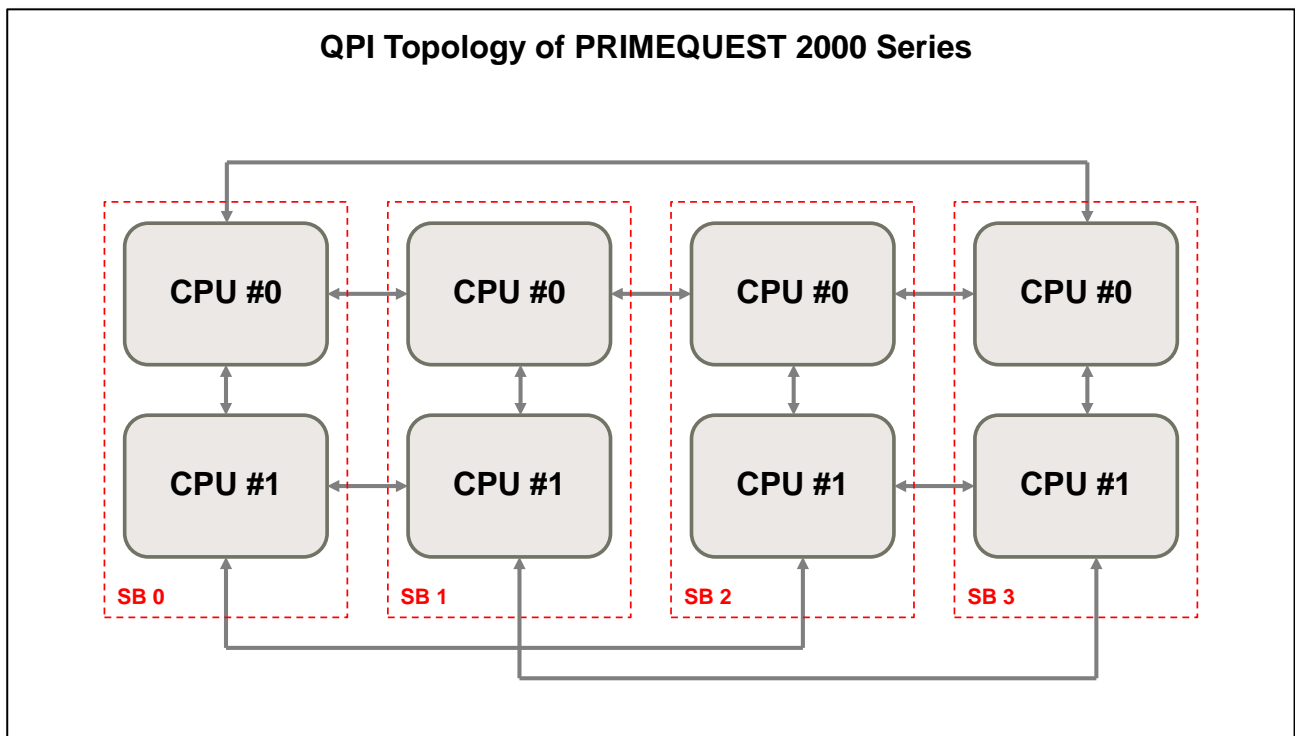 QPI Topology of PRIMEQUEST 2000 Series
CPU #0
CPU #0
CPU #0
CPU #0
CPU #1
CPU #1
CPU #1
CPU #1
SB 0
SB 1
SB 2
SB 3